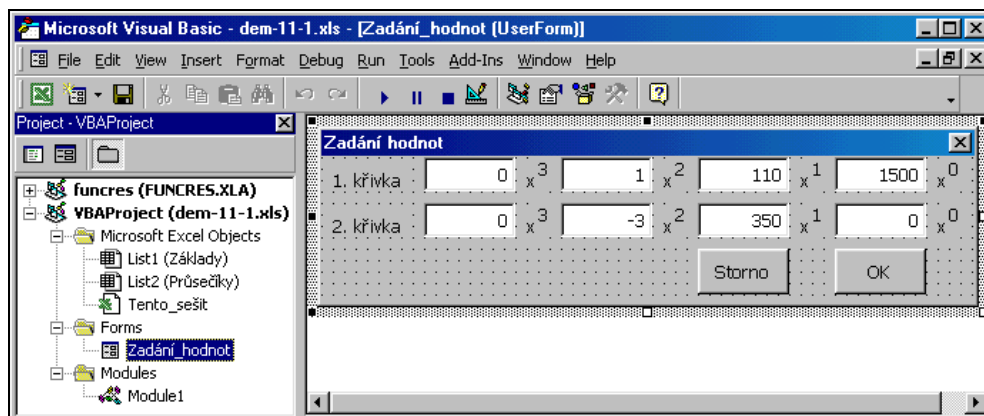 Microsoft Visual Basic - dem-11-1.xls - [Zadání_hodnot (UserForm)]
File Edit View Insert Format Debug Run Tools Add-Ins Window Help
Project - VBAProject
funcres (FUNCRES.XLA)
VBAProject (dem-11-1.xls)
Microsoft Excel Objects
List1 (Základy)
List2 (Průsečíky)
Tento_sešit
Forms
Zadání_hodnot
Modules
Module1
Zadání hodnot
1. křivka 0 x3 1 x2 110 x1 1500 x0
2. křivka 0 x3 -3 x2 350 x1 0 x0
Storno OK